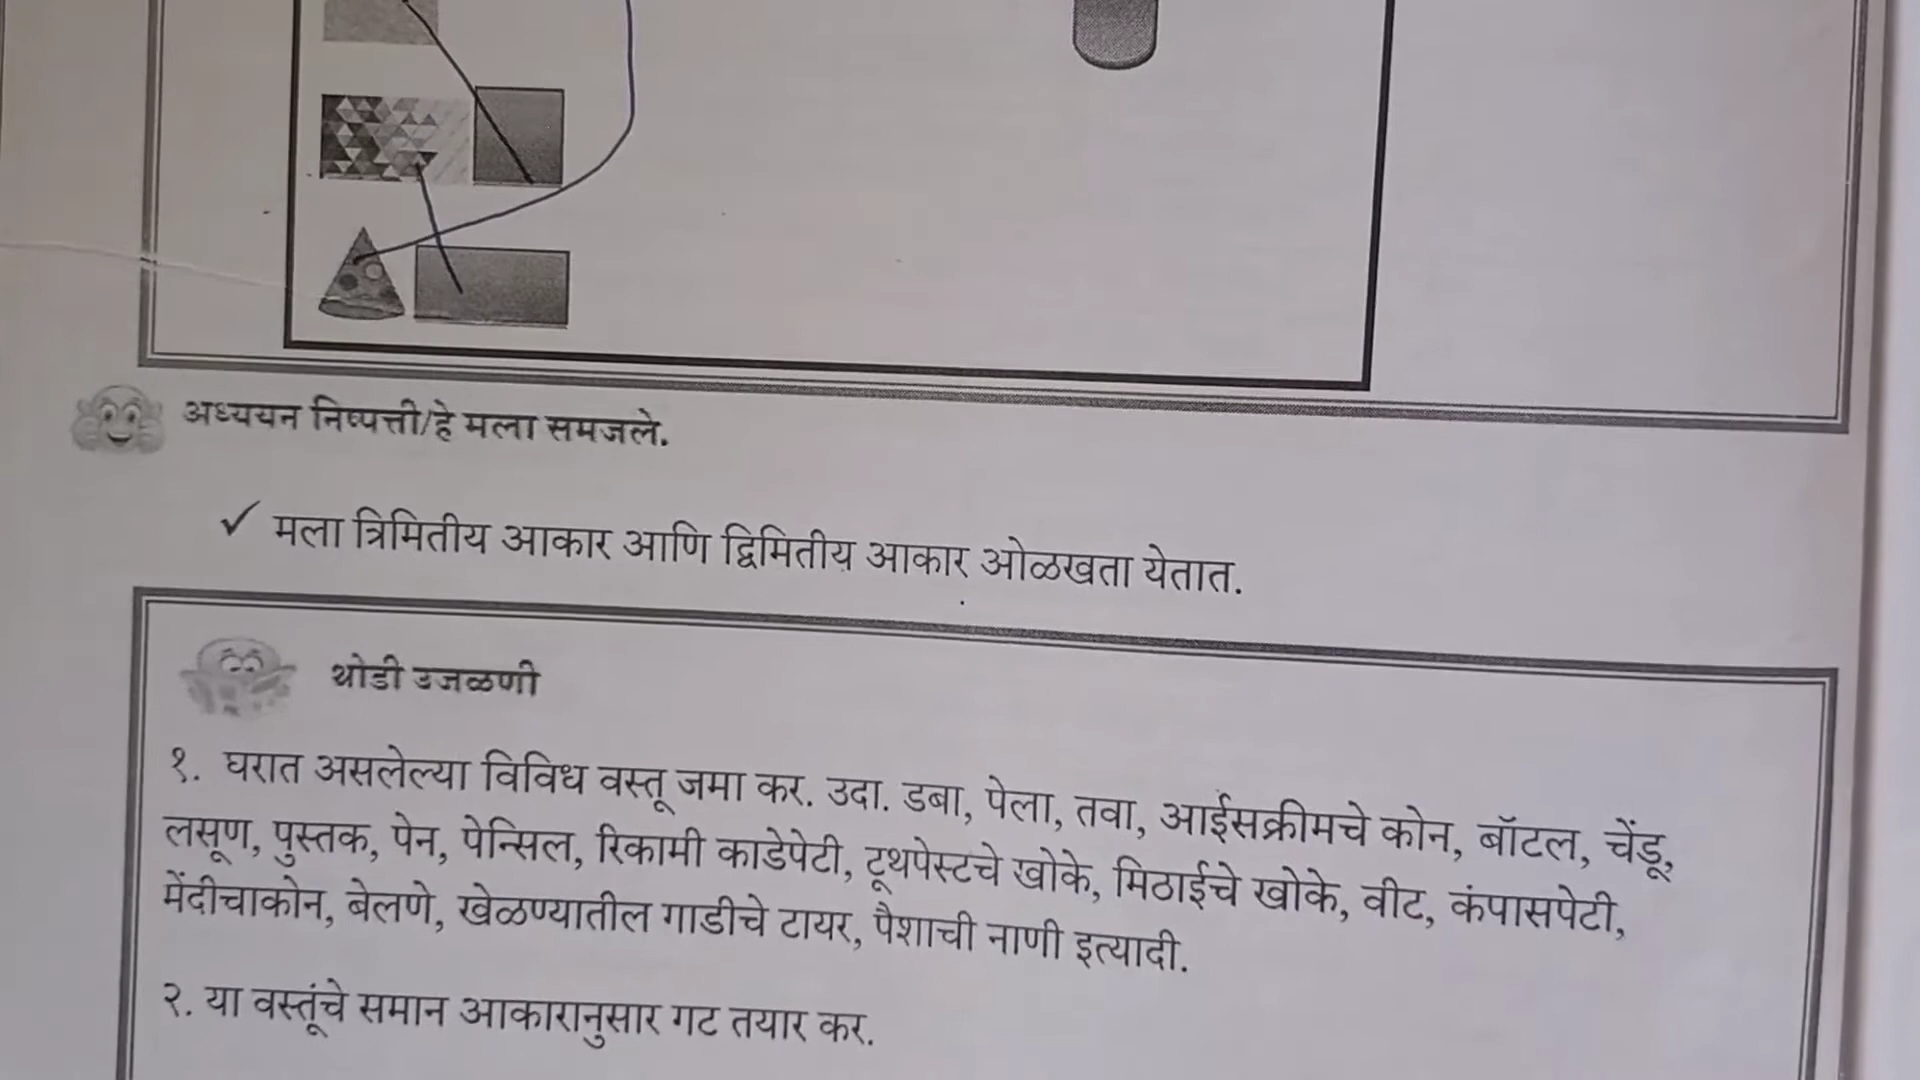 अध्ययन निष्पत्ती/हे मला समजले.
✓ मला त्रिमितीय आकार आणि द्विमितीय आकार ओळखता येतात.
थोडी उजळणी
१. घरात असलेल्या विविध वस्तू जमा कर. उदा. डबा, पेला, तवा, आईसक्रीमचे कोन, बॉटल, चेंडू,
लसूण, पुस्तक, पेन, पेन्सिल, रिकामी काडेपेटी, टूथपेस्टचे खोके, मिठाईचे खोके, वीट, कंपासपेटी,
मेंदीचाकोन, बेलणे, खेळण्यातील गाडीचे टायर, पैशाची नाणी इत्यादी.
२. या वस्तूंचे समान आकारानुसार गट तयार कर.